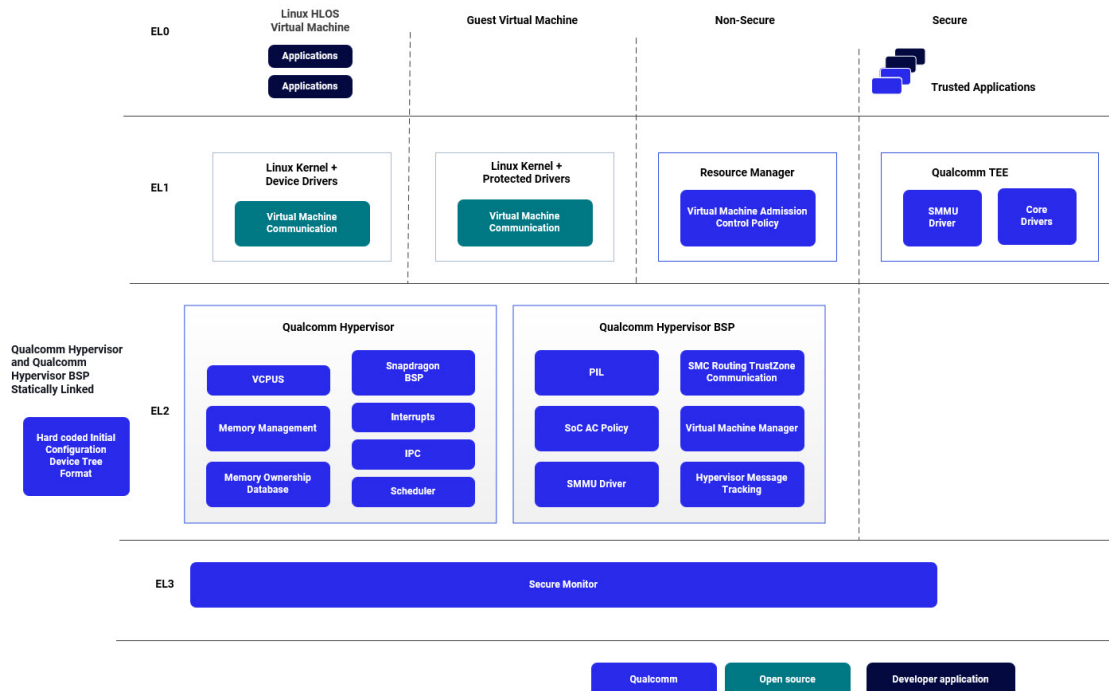 EL0
Linux HLOS
Virtual Machine
Guest Virtual Machine
Non-Secure
Secure
Applications
Applications
Trusted Applications
EL1
Linux Kernel +
Device Drivers
Virtual Machine
Communication
Linux Kernel +
Protected Drivers
Virtual Machine
Communication
Resource Manager
Virtual Machine Admission
Control Policy
Qualcomm TEE
SMMU
Driver
Core
Drivers
Qualcomm Hypervisor
and Qualcomm
Hypervisor BSP
Statically Linked
Hard coded Initial
Configuration
Device Tree
Format
EL2
Qualcomm Hypervisor
VCPUS
Memory Management
Memory Ownership
Database
Snapdragon
BSP
Interrupts
IPC
Scheduler
Qualcomm Hypervisor BSP
PIL
SoC AC Policy
SMMU Driver
SMC Routing TrustZone
Communication
Virtual Machine Manager
Hypervisor Message
Tracking
EL3
Secure Monitor
Qualcomm
Open source
Developer application